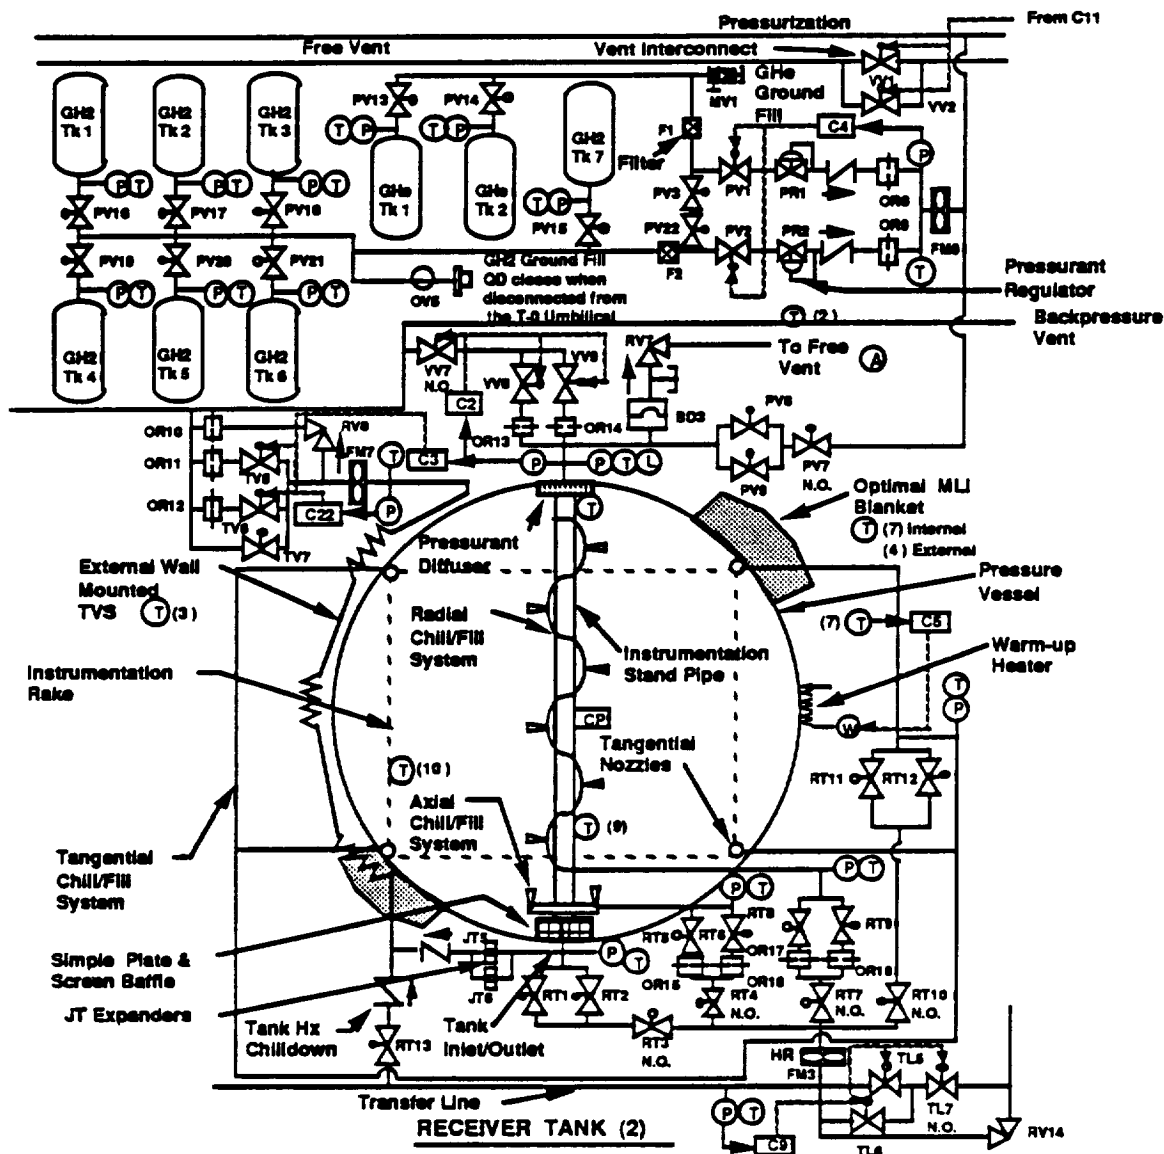 Pressurization
From C11
Free Vent
Vent Interconnect
VV1
VV2
GH2 Tk 1
GH2 Tk 2
GH2 Tk 3
PV13
PV14
MV1
GHe Ground Fill
GH2 Tk 7
C4
P
F1
Filter
T P
T P
GHe Tk 1
GHe Tk 2
PV3
PV1
PR1
OR8
P T
P T
P T
PV16
PV17
PV18
T P
PV15
PV22
PV2
PR2
OR9
FM8
PV19
PV20
PV21
F2
T
P T
P T
P T
OV5
GH2 Ground Fill
QD closes when
disconnected from
the T-0 Umbilical
Pressurant Regulator
T (2)
GH2 Tk 4
GH2 Tk 5
GH2 Tk 6
Backpressure Vent
VV7
N.O.
VV8
VV9
RV7
To Free Vent
A
C2
BD3
PV6
OR10
RV8
FM7
OR13
OR14
T
C3
P
P T L
PV7
N.O.
OR11
TV5
PV8
OR12
TV6
C22
P
TV7
Optimal MLI Blanket
T (7) Internal
(4) External
Pressurant Diffuser
T
External Wall Mounted TVS
T (3)
Pressure Vessel
Radial Chill/Fill System
(7) T
C5
Instrumentation Rake
Instrumentation Stand Pipe
Warm-up Heater
CP
W
T
P
T (10)
Tangential Nozzles
RT11
RT12
Axial Chill/Fill System
T (9)
Tangential Chill/Fill System
P T
P T
RT8
RT9
RT5
RT6
OR17
Simple Plate & Screen Baffle
JT5
P T
OR15
OR16
OR18
JT Expanders
JT6
RT1
RT2
RT4
N.O.
RT7
N.O.
RT10
N.O.
Tank Hx Chilldown
RT13
Tank Inlet/Outlet
RT3
N.O.
HR
FM3
TL5
Transfer Line
P T
TL7
N.O.
RECEIVER TANK (2)
C9
TL6
RV14